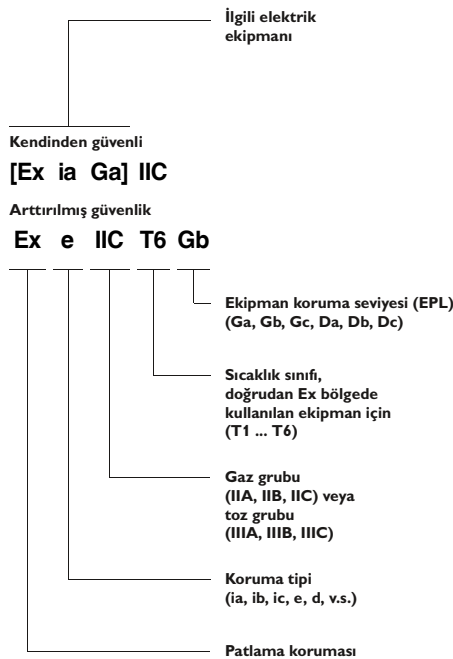 İlgili elektrik
ekipmanı
Kendinden güvenli
[Ex ia Ga] IIC
Arttırılmış güvenlik
Ex e IIC T6 Gb
Ekipman koruma seviyesi (EPL)
(Ga, Gb, Gc, Da, Db, Dc)
Sıcaklık sınıfı,
doğrudan Ex bölgede
kullanılan ekipman için
(T1 ... T6)
Gaz grubu
(IIA, IIB, IIC) veya
toz grubu
(IIIA, IIIB, IIIC)
Koruma tipi
(ia, ib, ic, e, d, v.s.)
Patlama koruması